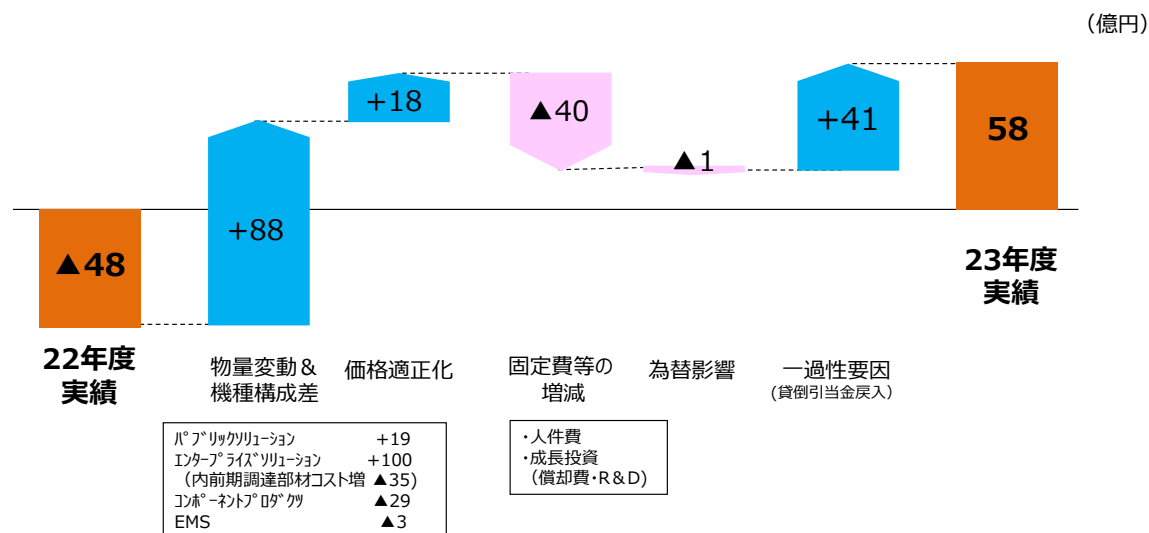 （億円）
+18
▲40
+41
58
▲1
+88
▲48
23年度
実績
22年度
実績
物量変動＆
機種構成差
価格適正化
固定費等の
増減
為替影響
一過性要因
(貸倒引当金戻入)
ﾊﾟﾌﾞﾘｯｸｿﾘｭｰｼｮﾝ +19
ｴﾝﾀｰﾌﾟﾗｲｽﾞｿﾘｭｰｼｮﾝ +100
（内前期調達部材ｺｽﾄ増 ▲35)
ｺﾝﾎﾟｰﾈﾝﾄﾌﾟﾛﾀﾞｸﾂ ▲29
EMS ▲3
・人件費
・成長投資
（償却費・R＆D）